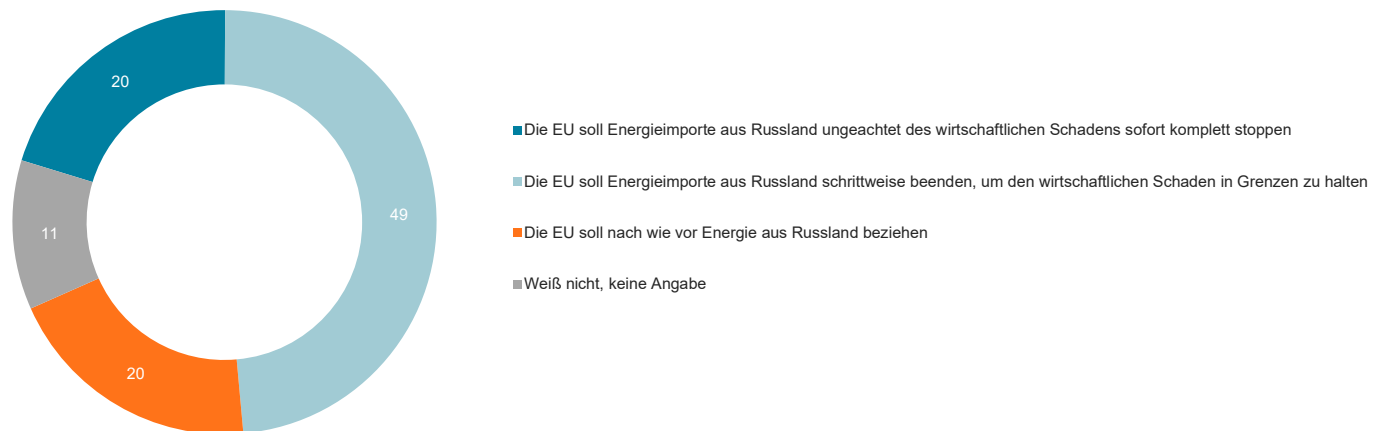 20
49
11
20
Die EU soll Energieimporte aus Russland ungeachtet des wirtschaftlichen Schadens sofort komplett stoppen
Die EU soll Energieimporte aus Russland schrittweise beenden, um den wirtschaftlichen Schaden in Grenzen zu halten
Die EU soll nach wie vor Energie aus Russland beziehen
Weiß nicht, keine Angabe